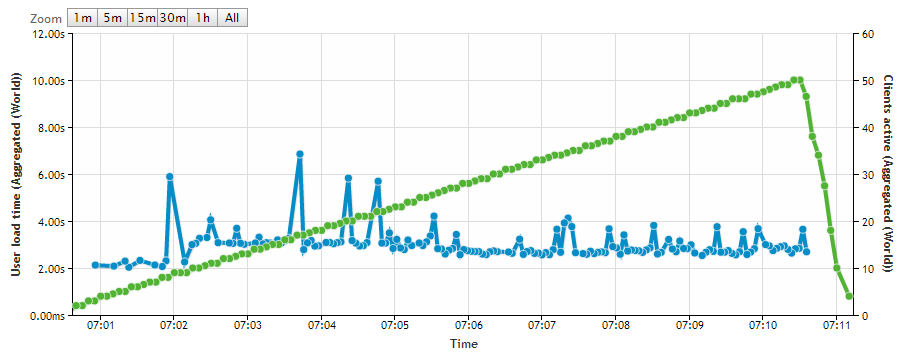 Zoom 1m 5m 15m 30m 1h All
12.00s 60
10.00s 50
8.00s 40
6.00s 30
4.00s 20
2.00s 10
0.00ms 0
User load time (Aggregated (World))
Clients active (Aggregated (World))
07:01 07:02 07:03 07:04 07:05 07:06 07:07 07:08 07:09 07:10 07:11
Time